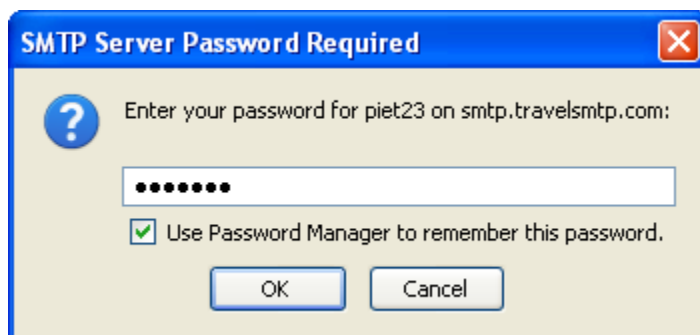 SMTP Server Password Required
Enter your password for piet23 on smtp.travelsmtp.com:
•••••••
Use Password Manager to remember this password.
OK
Cancel